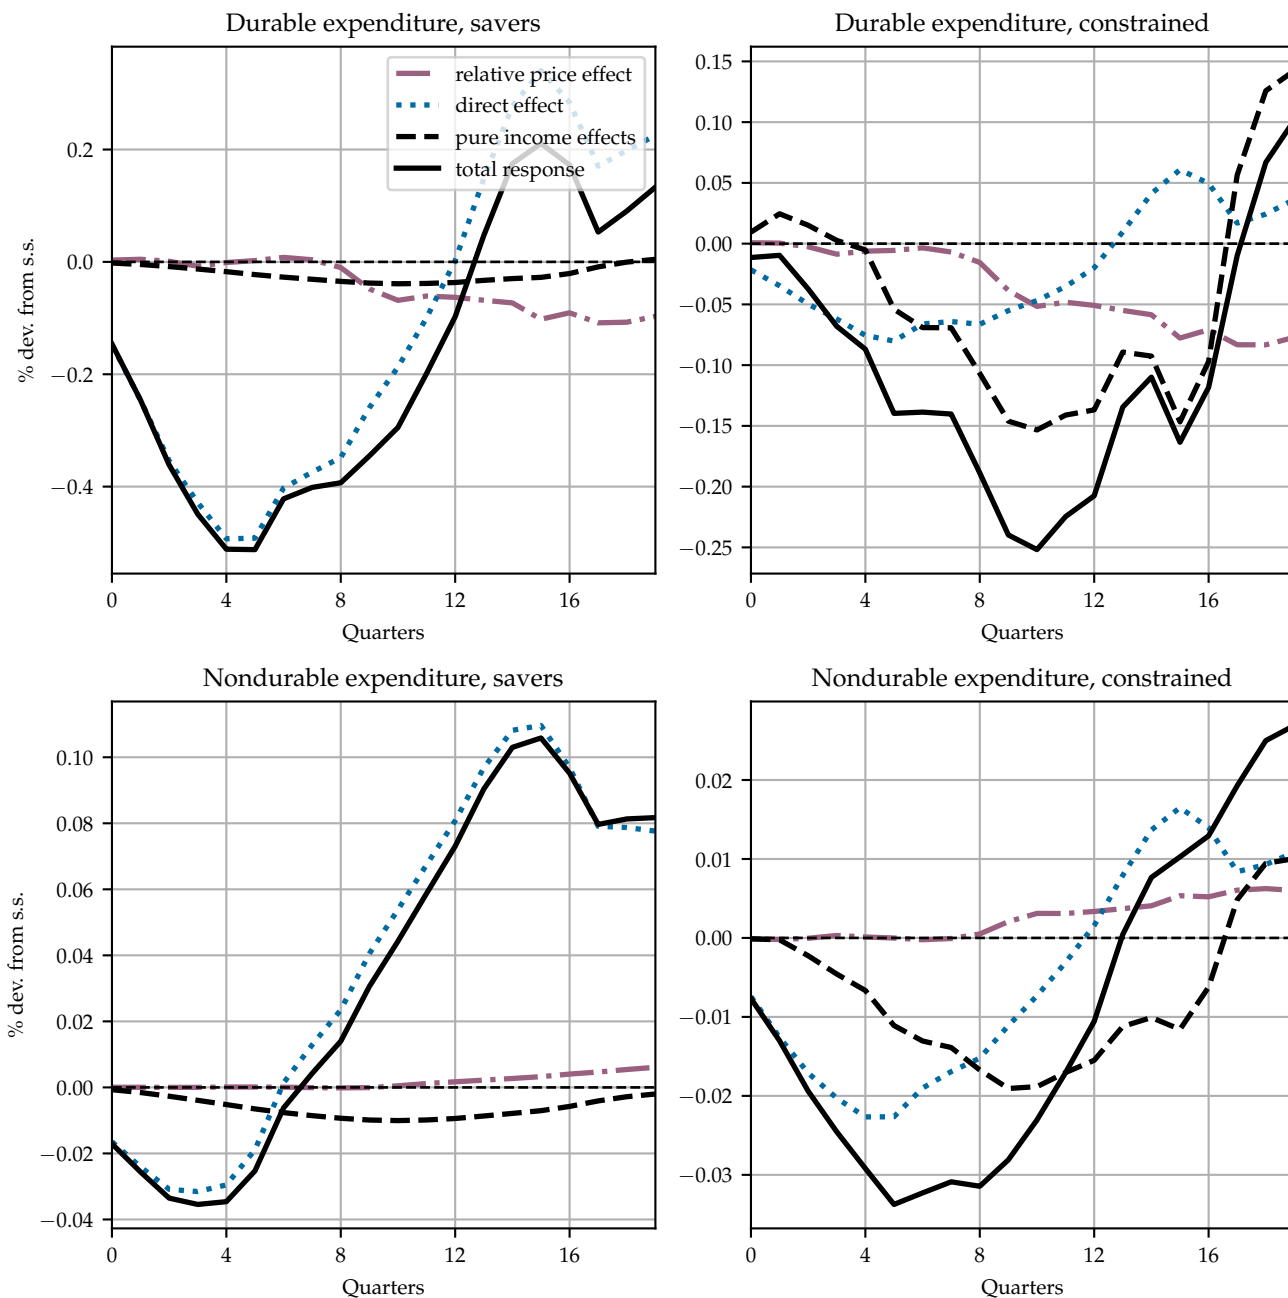 Durable expenditure, savers
% dev. from s.s.
0.2
0.0
−0.2
−0.4
relative price effect
direct effect
pure income effects
total response
0 4 8 12 16
Quarters
Durable expenditure, constrained
0.15
0.10
0.05
0.00
−0.05
−0.10
−0.15
−0.20
−0.25
0 4 8 12 16
Quarters
Nondurable expenditure, savers
% dev. from s.s.
0.10
0.08
0.06
0.04
0.02
0.00
−0.02
−0.04
0 4 8 12 16
Quarters
Nondurable expenditure, constrained
0.02
0.01
0.00
−0.01
−0.02
−0.03
0 4 8 12 16
Quarters